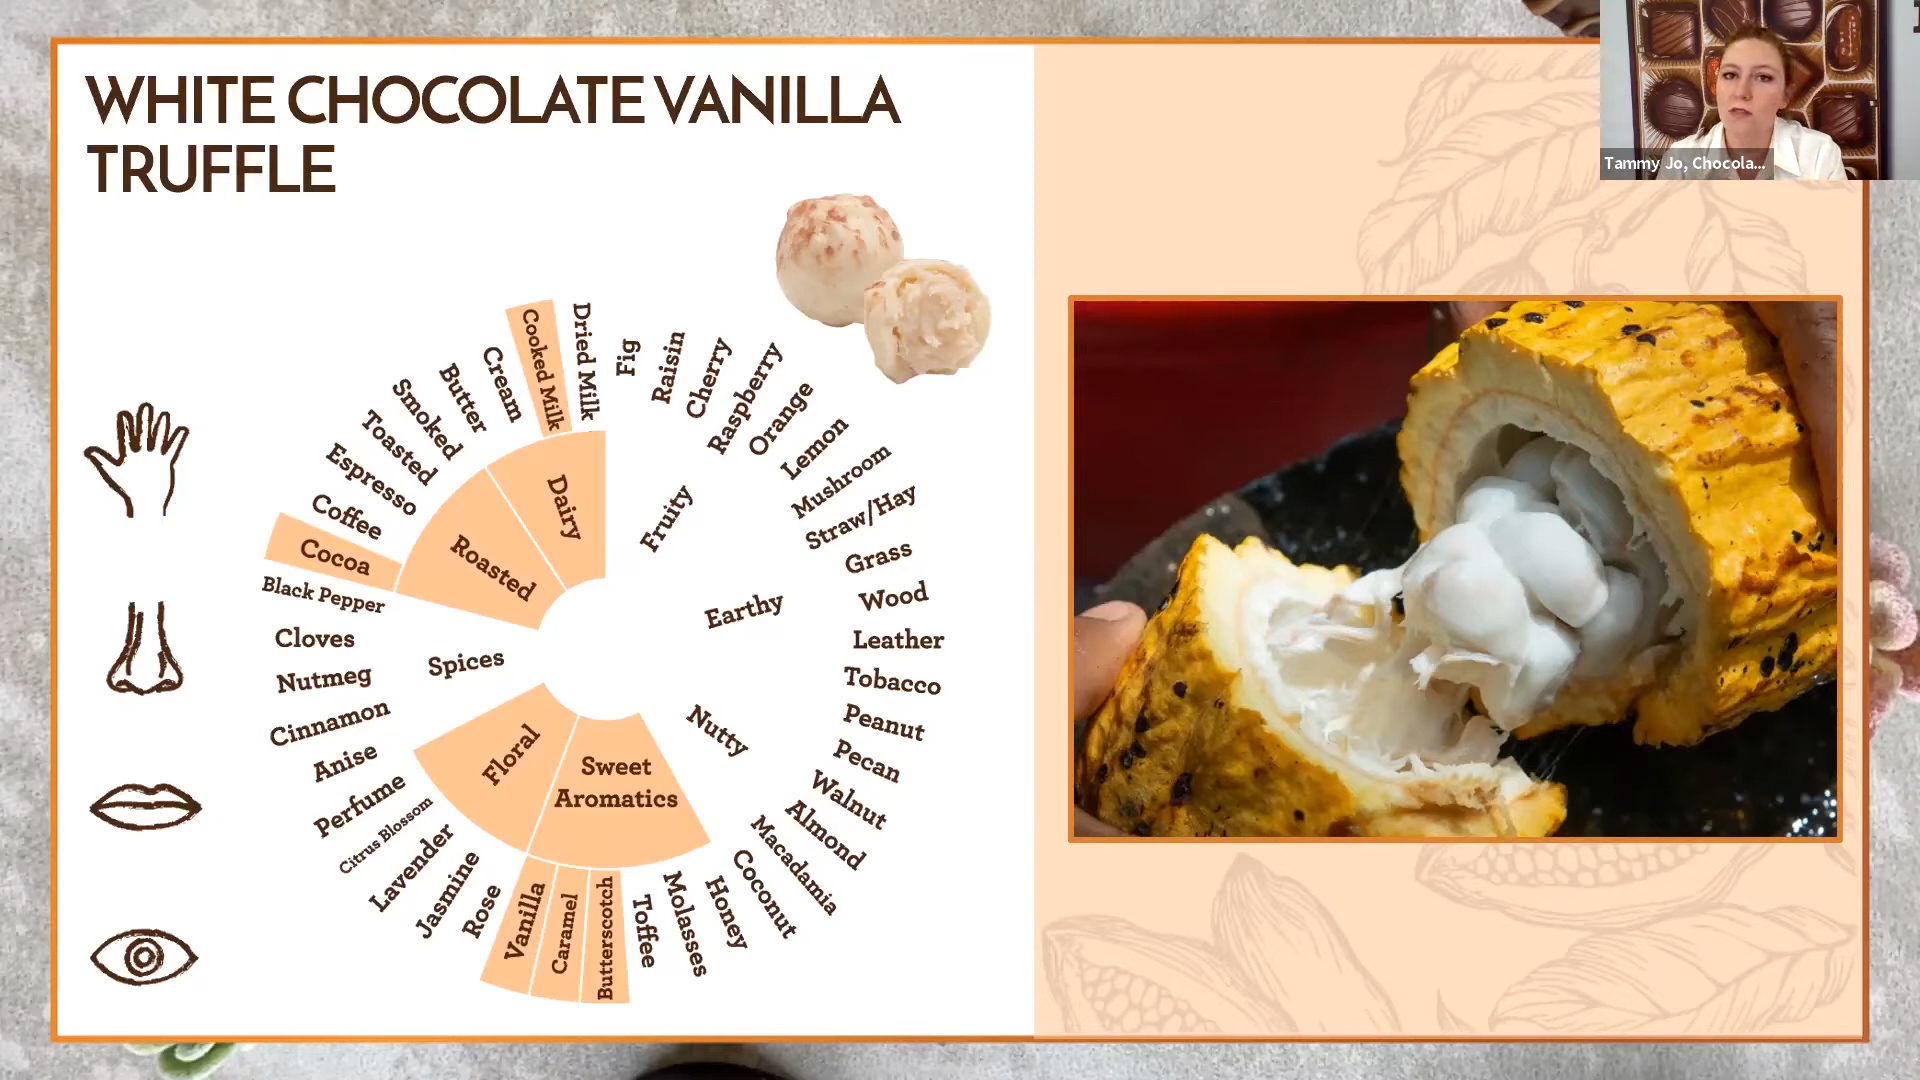 WHITE CHOCOLATE VANILLA
TRUFFLE
Tammy Jo, Chocola...
Dairy
Fruity
Earthy
Nutty
Sweet
Aromatics
Floral
Spices
Roasted
Dried Milk
Fig
Raisin
Cherry
Raspberry
Orange
Lemon
Mushroom
Straw/Hay
Grass
Wood
Leather
Tobacco
Peanut
Pecan
Walnut
Almond
Macadamia
Coconut
Honey
Molasses
Toffee
Butterscotch
Caramel
Vanilla
Rose
Jasmine
Lavender
Citrus Blossom
Perfume
Anise
Cinnamon
Nutmeg
Cloves
Black Pepper
Cocoa
Coffee
Espresso
Toasted
Smoked
Butter
Cream
Cooked Milk